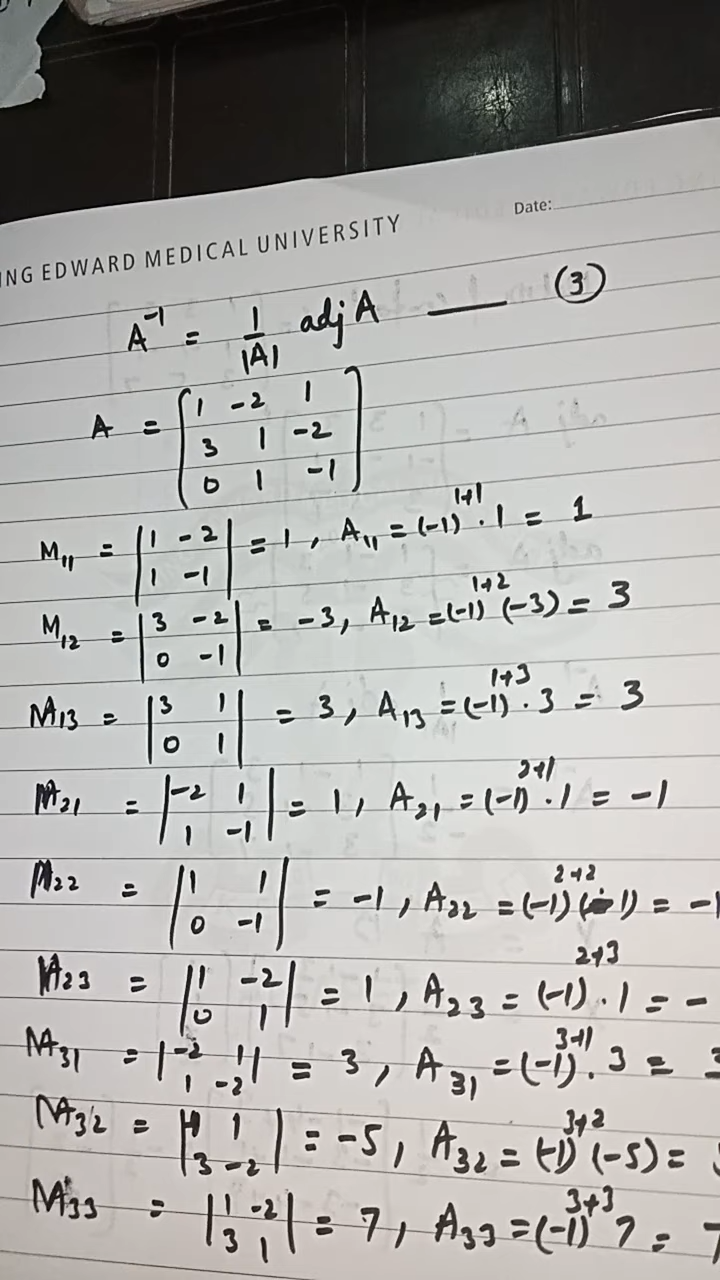 ING EDWARD MEDICAL UNIVERSITY
Date:
A⁻¹ = 1/|A| adj A —— (3)
A = [1 -2 1
3 1 -2
0 1 -1]
M₁₁ = |1 -2; 1 -1| = 1, A₁₁ = (-1)¹⁺¹ . 1 = 1
M₁₂ = |3 -2; 0 -1| = -3, A₁₂ = (-1)¹⁺² (-3) = 3
M₁₃ = |3 1; 0 1| = 3, A₁₃ = (-1)¹⁺³ . 3 = 3
M₂₁ = |-2 1; 1 -1| = 1, A₂₁ = (-1)²⁺¹ . 1 = -1
M₂₂ = |1 1; 0 -1| = -1, A₂₂ = (-1)²⁺² (-1) = -1
M₂₃ = |1 -2; 0 1| = 1, A₂₃ = (-1)²⁺³ . 1 = -
M₃₁ = |-2 1; 1 -2| = 3, A₃₁ = (-1)³⁺¹ . 3 = 3
M₃₂ = |1 1; 3 -2| = -5, A₃₂ = (-1)³⁺² (-5) =
M₃₃ = |1 -2; 3 1| = 7, A₃₃ = (-1)³⁺³ 7 = 7